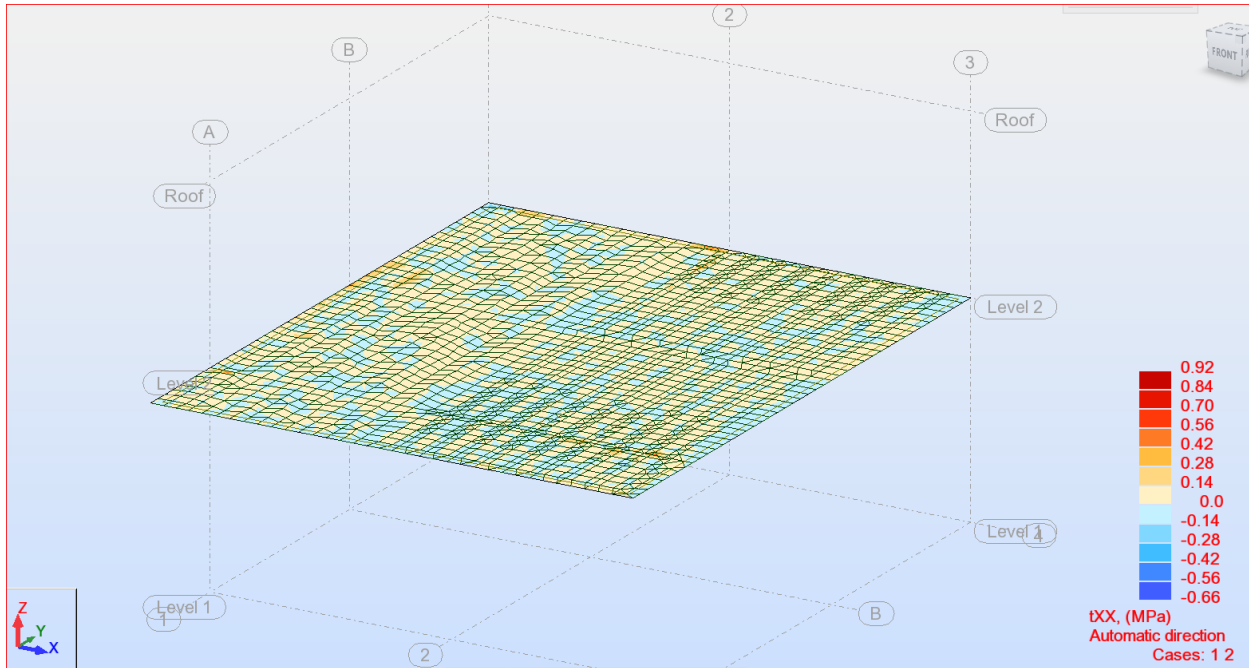 2
B
3
FRONT
A
Roof
Roof
Level 2
Level 1
4
Level 1
1
B
2
0.92
0.84
0.70
0.56
0.42
0.28
0.14
0.0
-0.14
-0.28
-0.42
-0.56
-0.66
tXX, (MPa)
Automatic direction
Cases: 1 2
Z
Y
X